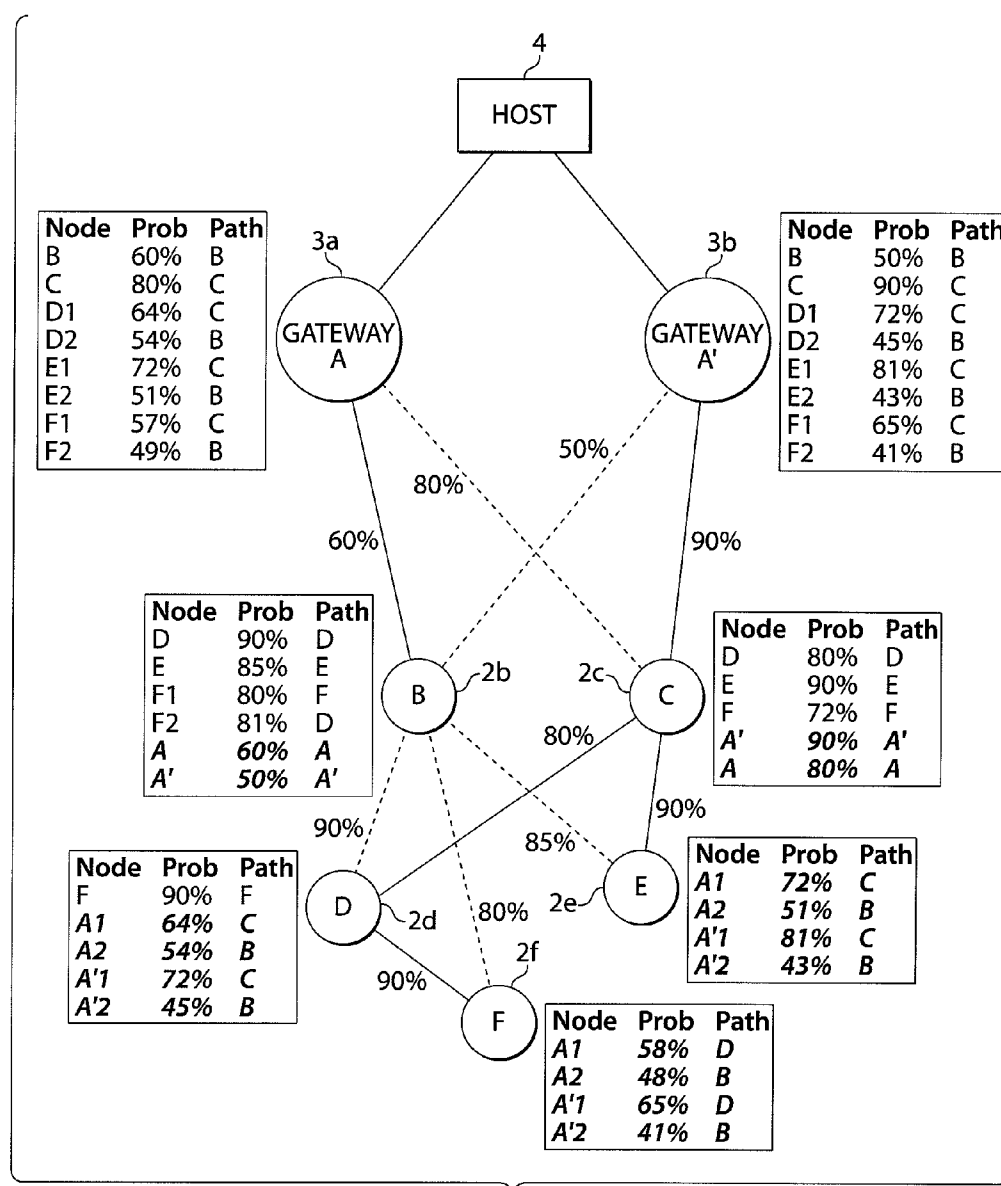 4
HOST
3a
GATEWAY
A
3b
GATEWAY
A'
Node Prob Path
B 60% B
C 80% C
D1 64% C
D2 54% B
E1 72% C
E2 51% B
F1 57% C
F2 49% B
Node Prob Path
B 50% B
C 90% C
D1 72% C
D2 45% B
E1 81% C
E2 43% B
F1 65% C
F2 41% B
80%
50%
60%
90%
Node Prob Path
D 90% D
E 85% E
F1 80% F
F2 81% D
A 60% A
A' 50% A'
B
2b
2c
C
Node Prob Path
D 80% D
E 90% E
F 72% F
A' 90% A'
A 80% A
80%
90%
85%
90%
80%
90%
Node Prob Path
F 90% F
A1 64% C
A2 54% B
A'1 72% C
A'2 45% B
D
2d
2e
E
Node Prob Path
A1 72% C
A2 51% B
A'1 81% C
A'2 43% B
2f
F
Node Prob Path
A1 58% D
A2 48% B
A'1 65% D
A'2 41% B